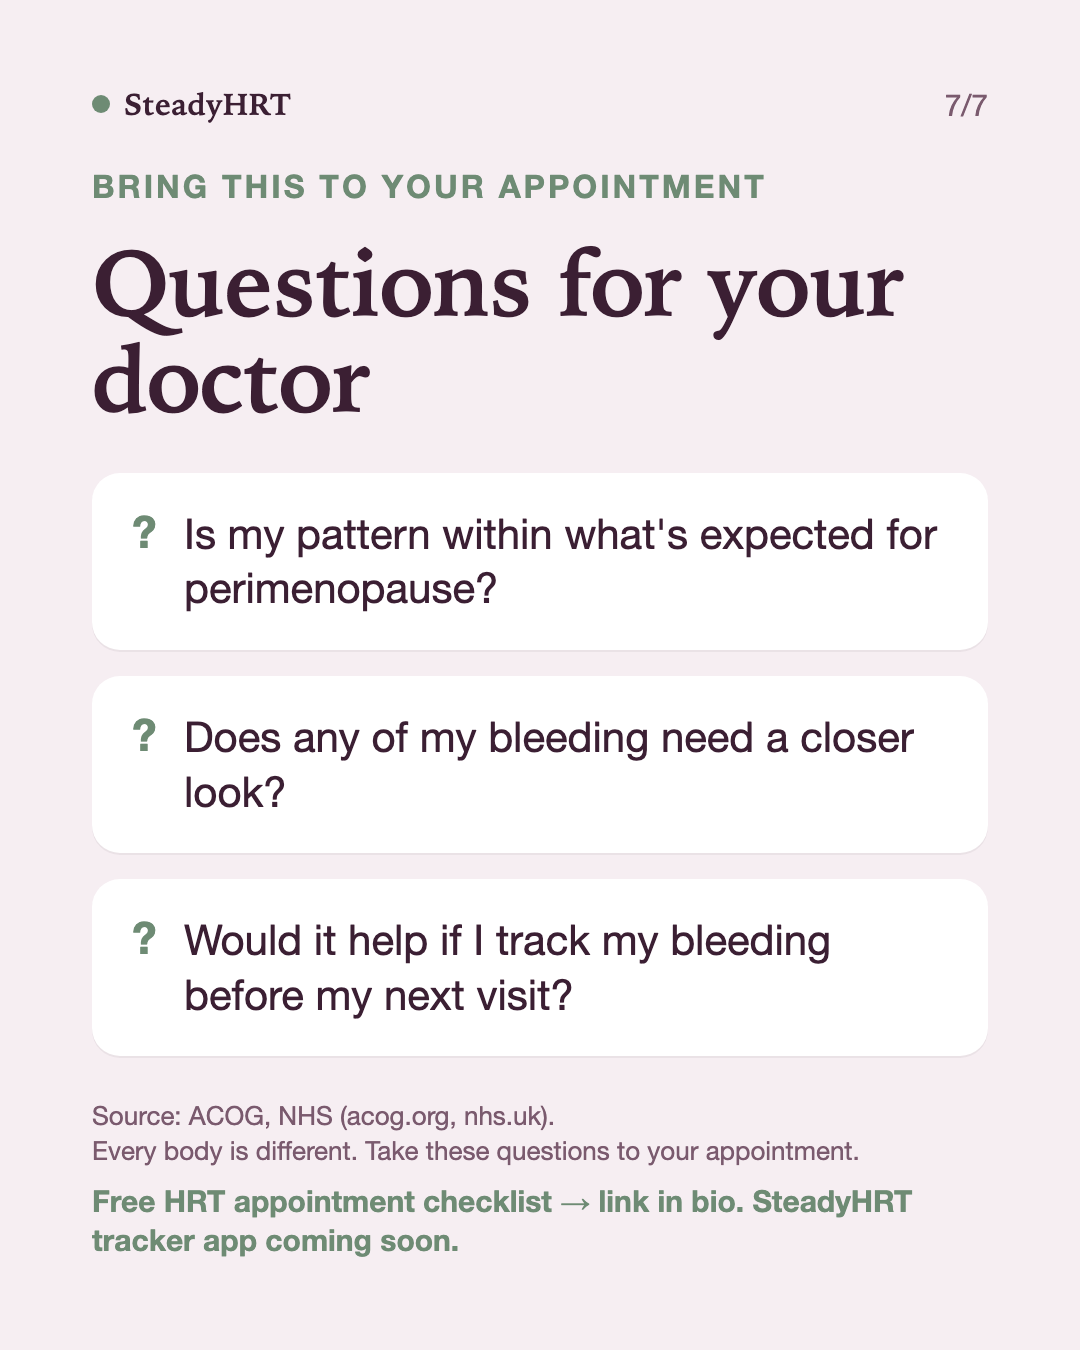 SteadyHRT
7/7
BRING THIS TO YOUR APPOINTMENT
Questions for your
doctor
? Is my pattern within what's expected for
perimenopause?
? Does any of my bleeding need a closer
look?
? Would it help if I track my bleeding
before my next visit?
Source: ACOG, NHS (acog.org, nhs.uk).
Every body is different. Take these questions to your appointment.
Free HRT appointment checklist → link in bio. SteadyHRT
tracker app coming soon.